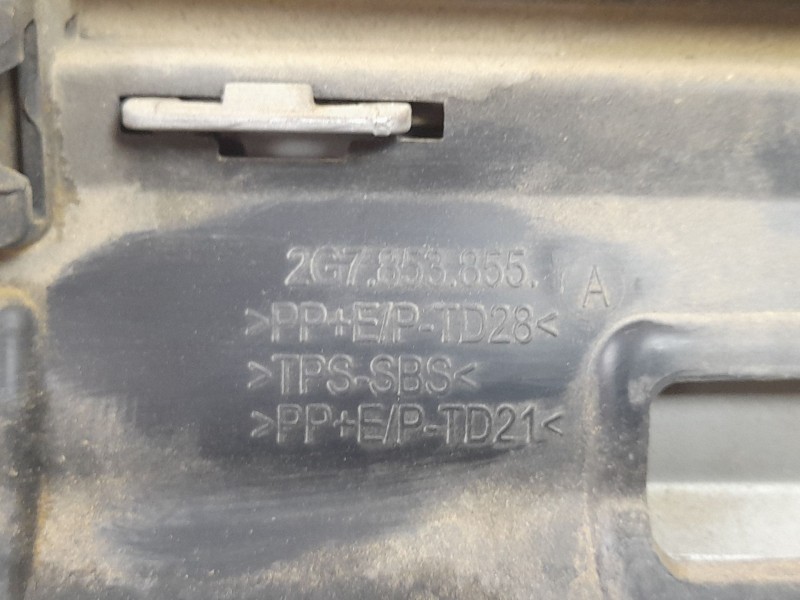 2G7.853.855. A
>PP+E/P-TD28<
>TPS-SBS<
>PP+E/P-TD21<